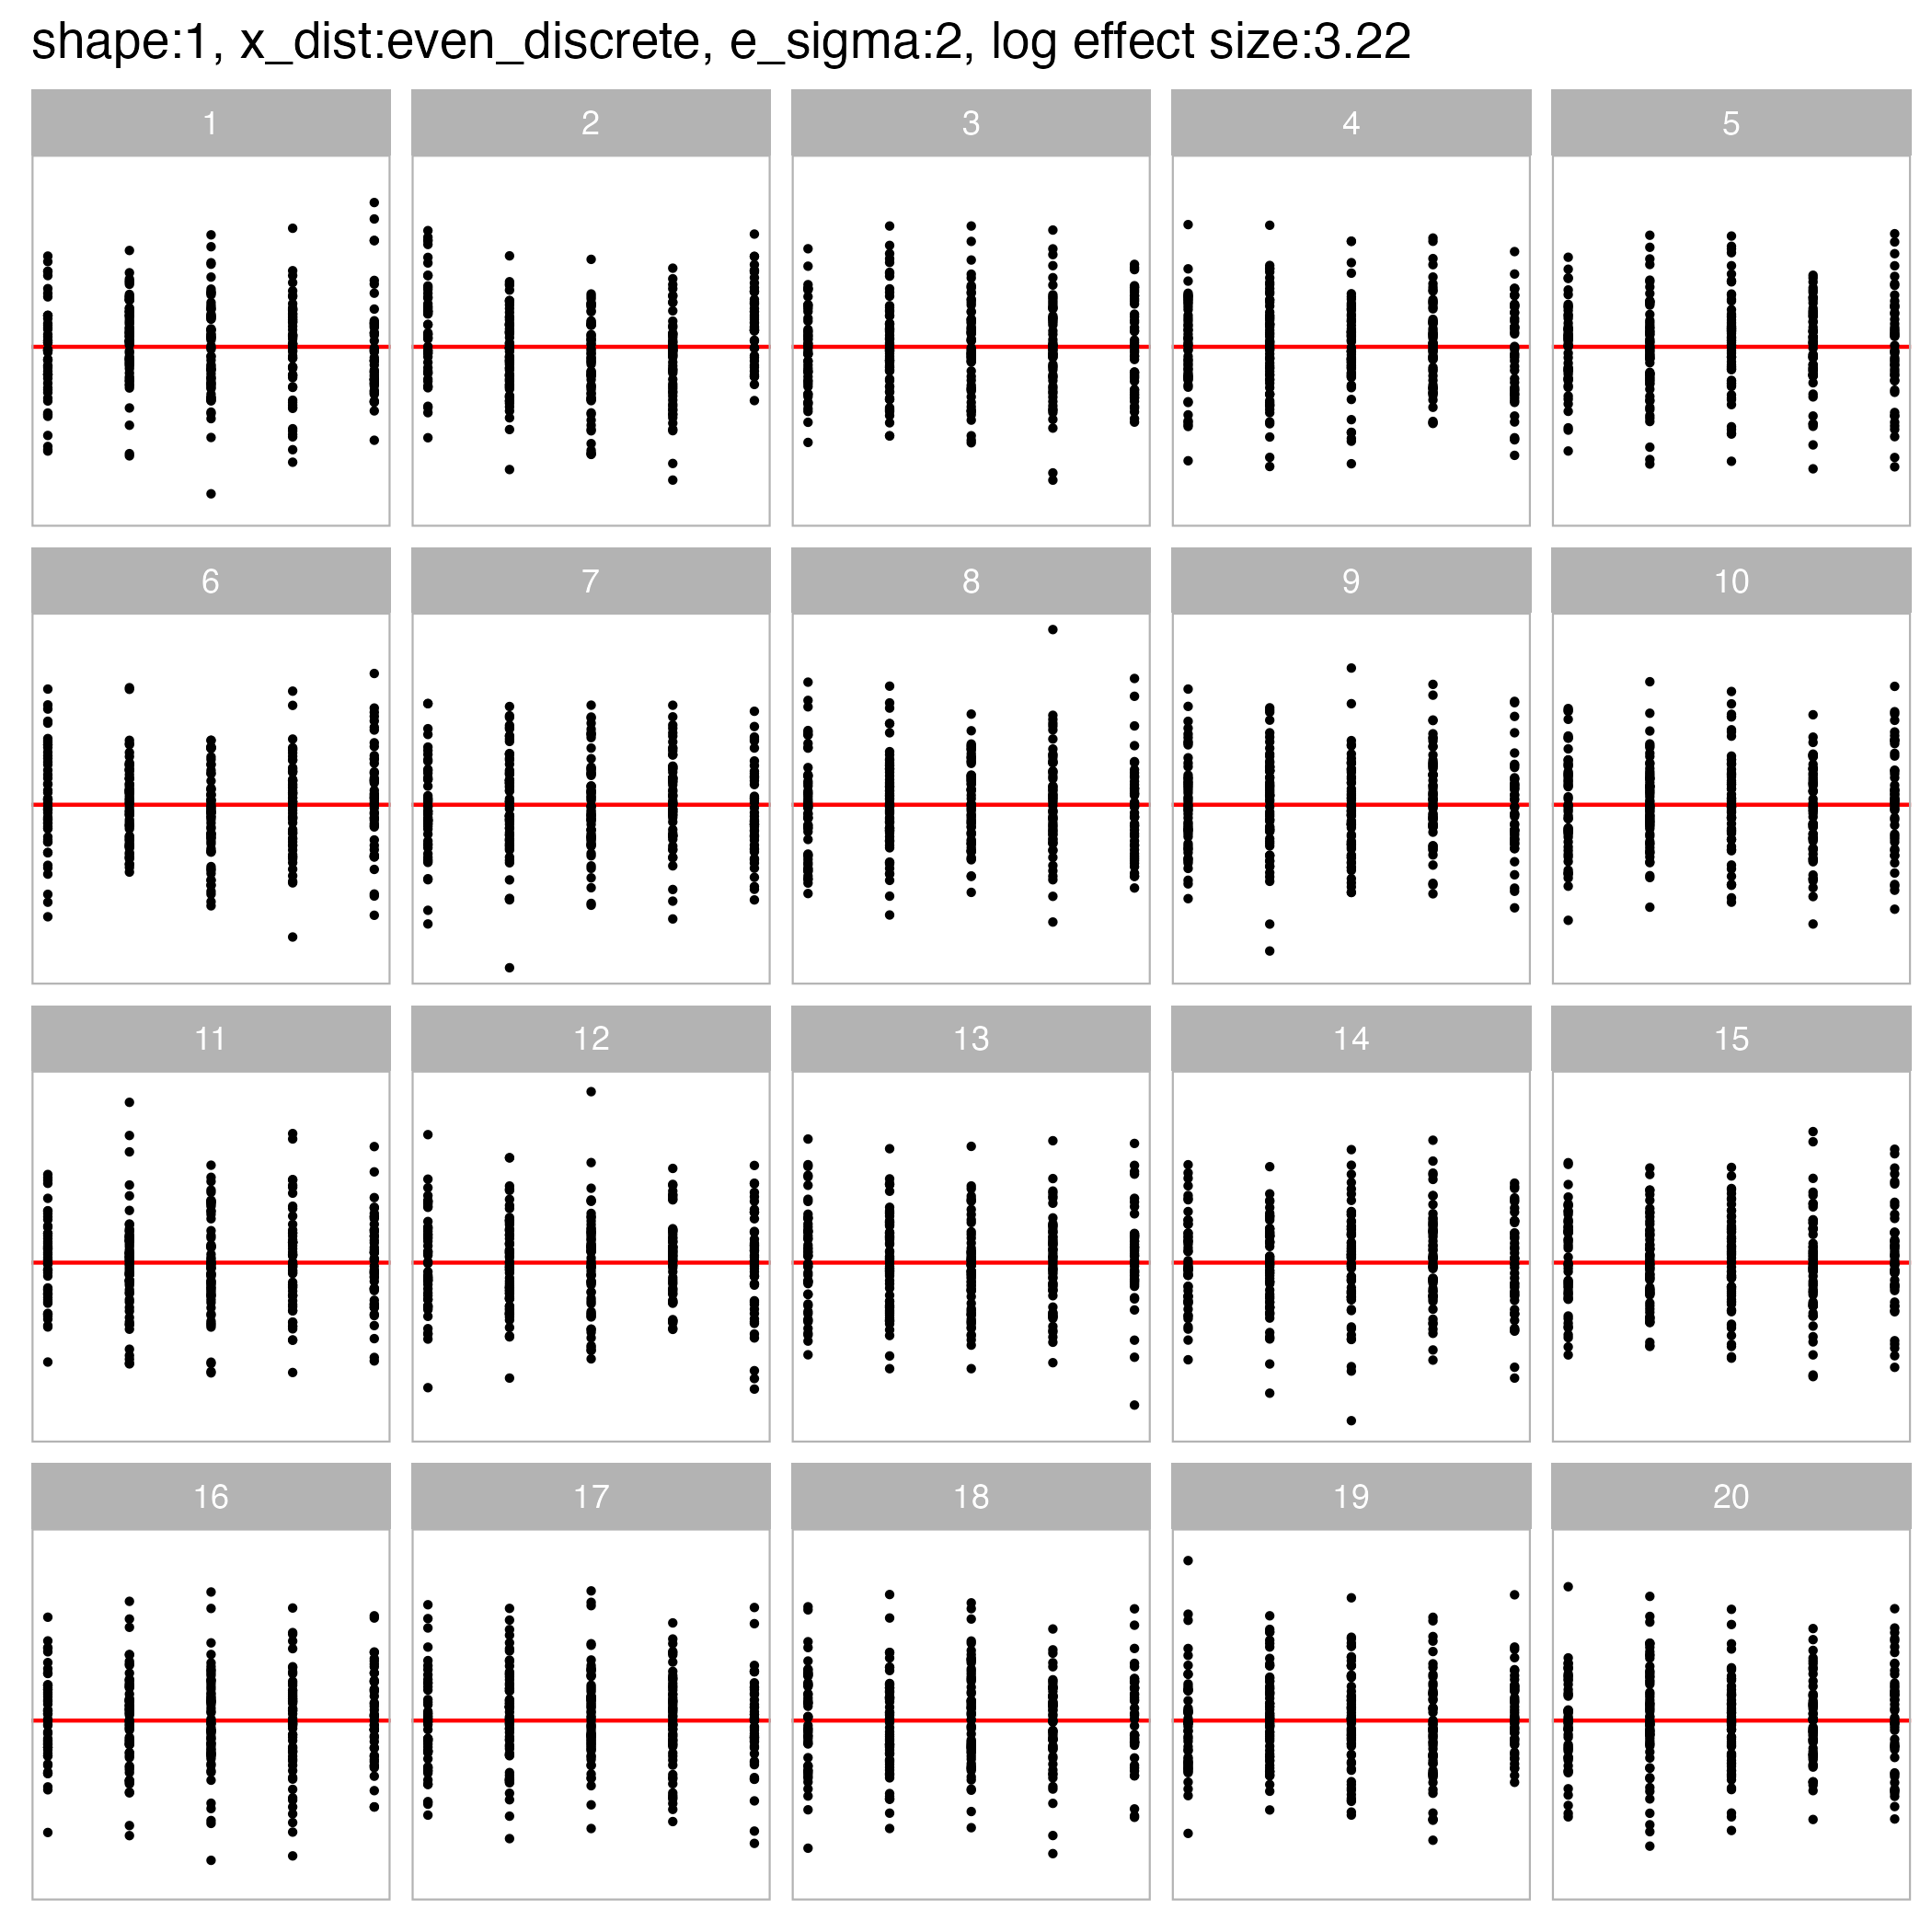 shape:1, x_dist:even_discrete, e_sigma:2, log effect size:3.22
1 2 3 4 5
6 7 8 9 10
11 12 13 14 15
16 17 18 19 20